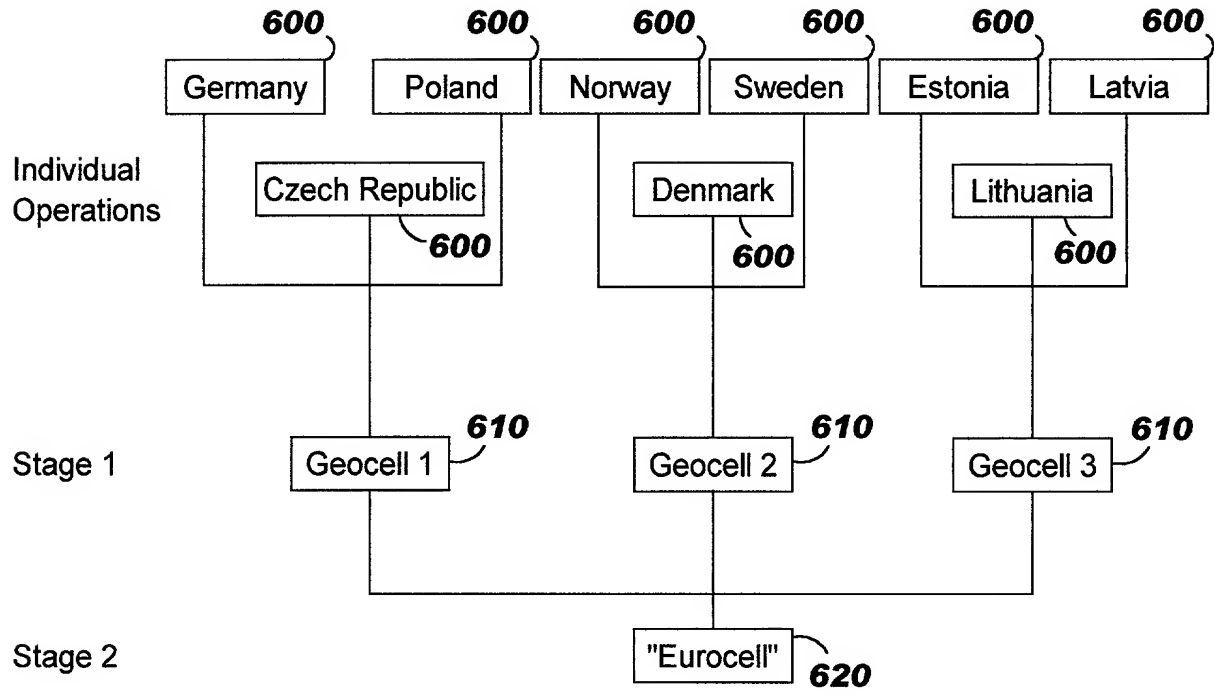 600 600 600 600 600 600
Germany Poland Norway Sweden Estonia Latvia
Individual
Operations
Czech Republic Denmark Lithuania
600 600 600
610 610 610
Stage 1 Geocell 1 Geocell 2 Geocell 3
Stage 2 "Eurocell" 620